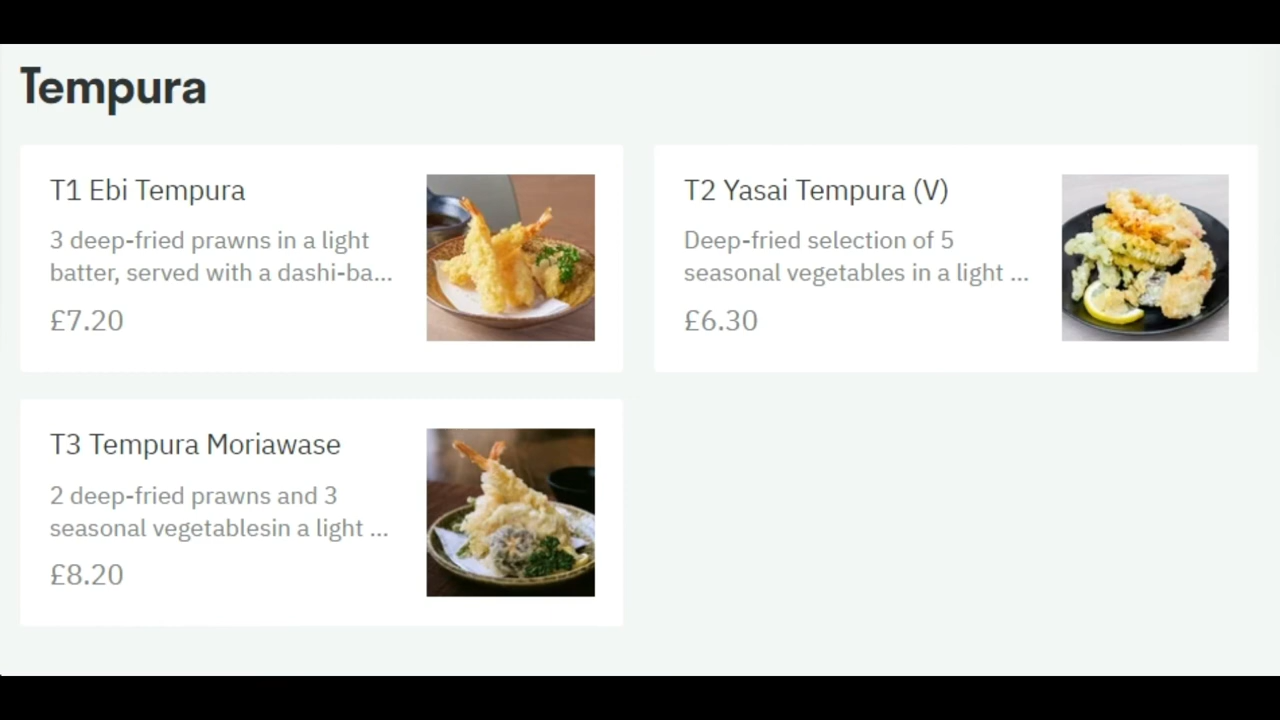 Tempura
T1 Ebi Tempura
3 deep-fried prawns in a light
batter, served with a dashi-ba...
£7.20
T2 Yasai Tempura (V)
Deep-fried selection of 5
seasonal vegetables in a light ...
£6.30
T3 Tempura Moriawase
2 deep-fried prawns and 3
seasonal vegetablesin a light ...
£8.20